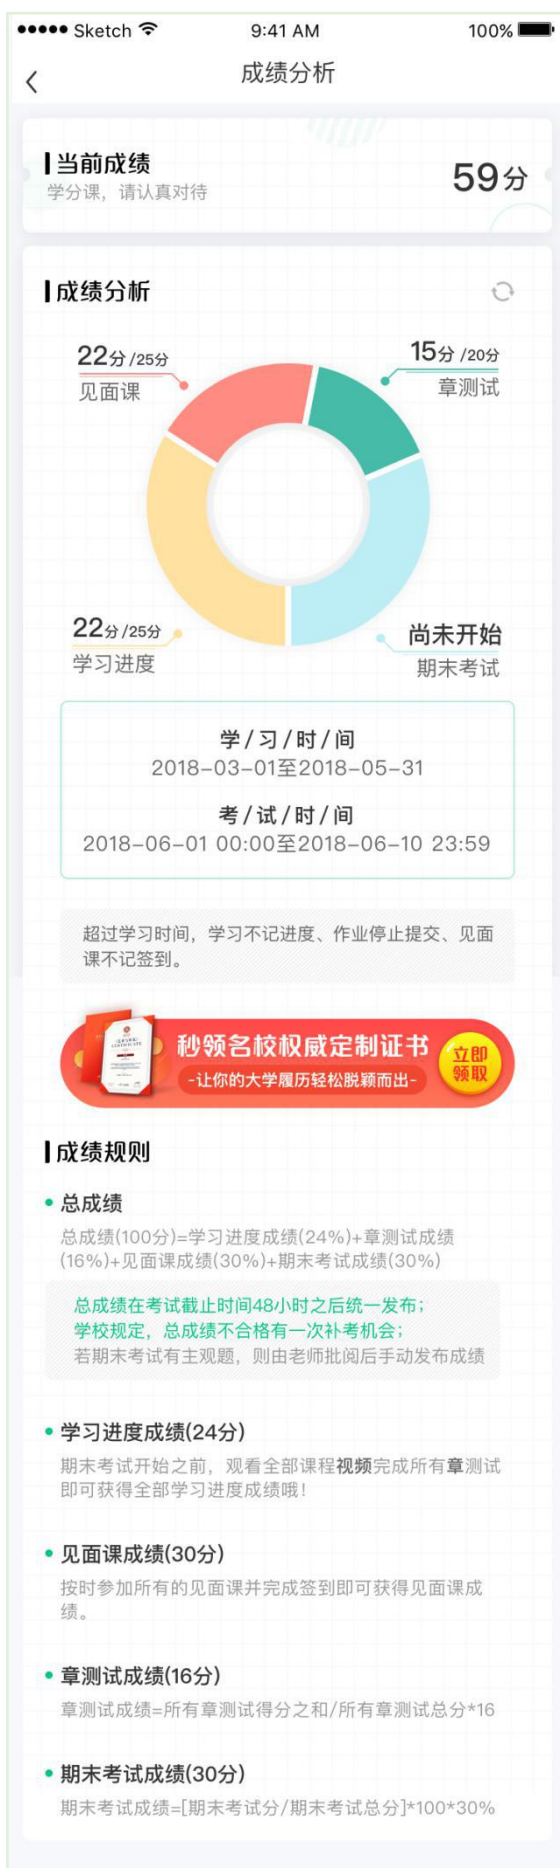 Sketch
9:41 AM
100%
成绩分析
当前成绩
学分课，请认真对待
59分
成绩分析
22分/25分
见面课
15分/20分
章测试
22分/25分
学习进度
尚未开始
期末考试
学/习/时/间
2018-03-01至2018-05-31
考/试/时/间
2018-06-01 00:00至2018-06-10 23:59
超过学习时间，学习不记进度、作业停止提交、见面
课不记签到。
秒领名校权威定制证书
-让你的大学履历轻松脱颖而出-
立即
领取
成绩规则
总成绩
总成绩(100分)=学习进度成绩(24%)+章测试成绩
(16%)+见面课成绩(30%)+期末考试成绩(30%)
总成绩在考试截止时间48小时之后统一发布；
学校规定，总成绩不合格有一次补考机会；
若期末考试有主观题，则由老师批阅后手动发布成绩
学习进度成绩(24分)
期末考试开始之前，观看全部课程视频完成所有章测试
即可获得全部学习进度成绩哦！
见面课成绩(30分)
按时参加所有的见面课并完成签到即可获得见面课成
绩。
章测试成绩(16分)
章测试成绩=所有章测试得分之和/所有章测试总分*16
期末考试成绩(30分)
期末考试成绩=[期末考试分/期末考试总分]*100*30%